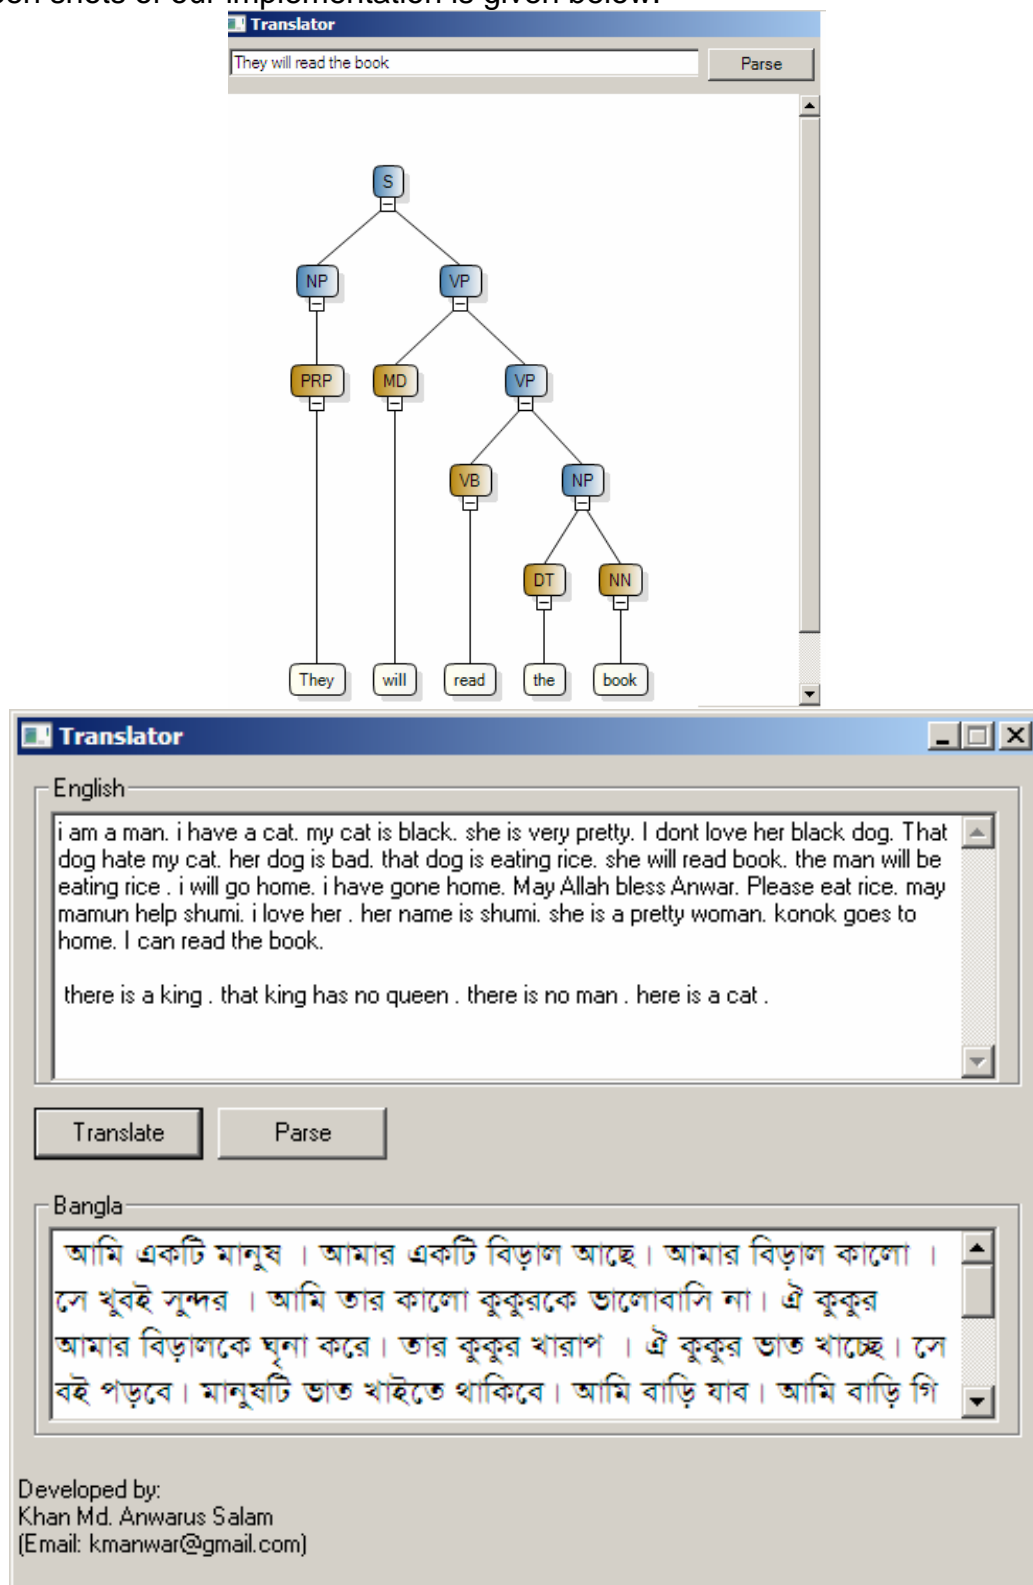 shots of our implementation is given below.
Translator
They will read the book
Parse
S
NP VP
PRP MD VP
VB NP
DT NN
They will read the book
Translator
English
i am a man. i have a cat. my cat is black. she is very pretty. I dont love her black dog. That
dog hate my cat. her dog is bad. that dog is eating rice. she will read book. the man will be
eating rice . i will go home. i have gone home. May Allah bless Anwar. Please eat rice. may
mamun help shumi. i love her . her name is shumi. she is a pretty woman. konok goes to
home. I can read the book.
there is a king . that king has no queen . there is no man . here is a cat .
Translate Parse
Bangla
আমি একটি মানুষ । আমার একটি বিড়াল আছে। আমার বিড়াল কালো ।
সে খুবই সুন্দর । আমি তার কালো কুকুরকে ভালোবাসি না। ঐ কুকুর
আমার বিড়ালকে ঘৃনা করে। তার কুকুর খারাপ । ঐ কুকুর ভাত খাচ্ছে। সে
বই পড়বে। মানুষটি ভাত খাইতে থাকিবে। আমি বাড়ি যাব। আমি বাড়ি গি
Developed by:
Khan Md. Anwarus Salam
(Email: kmanwar@gmail.com)